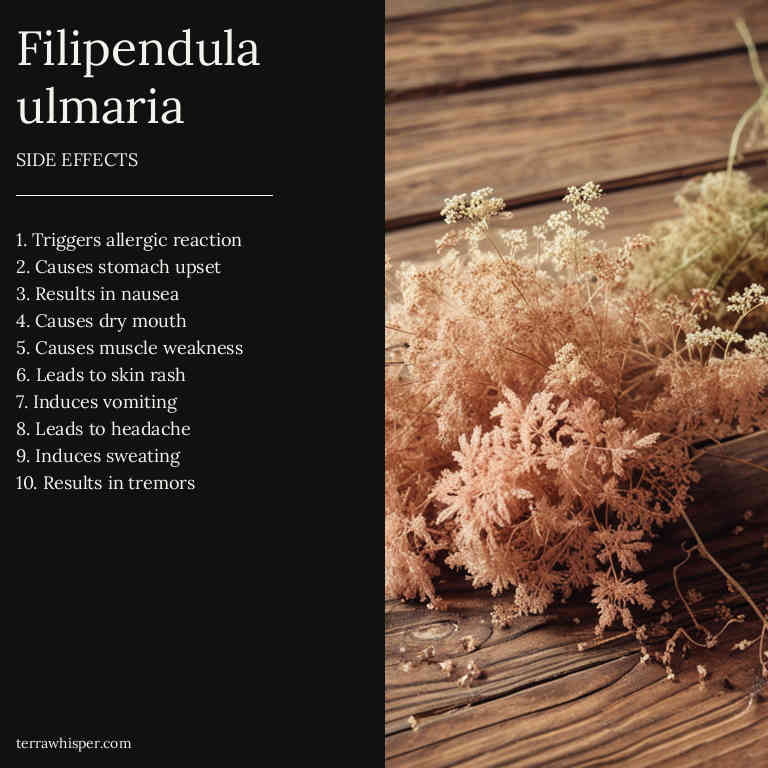 Filipendula
ulmaria
SIDE EFFECTS
1. Triggers allergic reaction
2. Causes stomach upset
3. Results in nausea
4. Causes dry mouth
5. Causes muscle weakness
6. Leads to skin rash
7. Induces vomiting
8. Leads to headache
9. Induces sweating
10. Results in tremors
terrawhisper.com